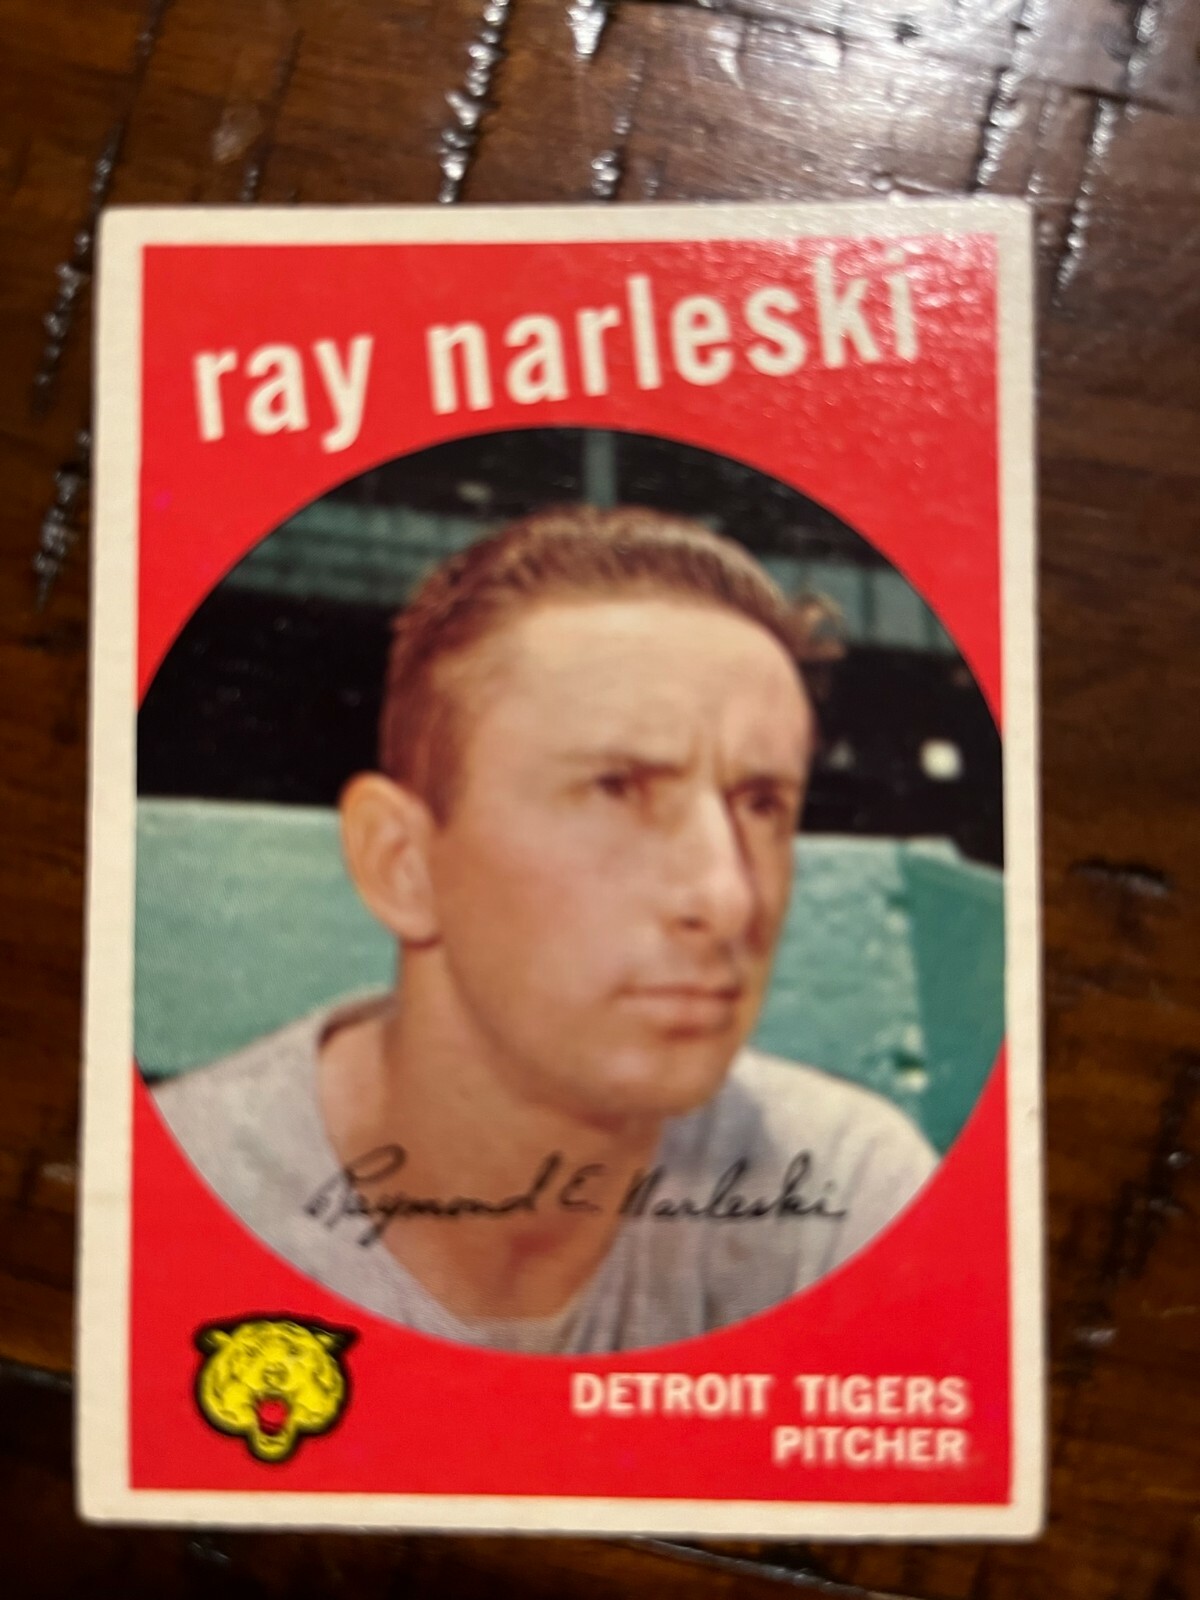 ray narleski
Raymond E. Narleski
DETROIT TIGERS
PITCHER